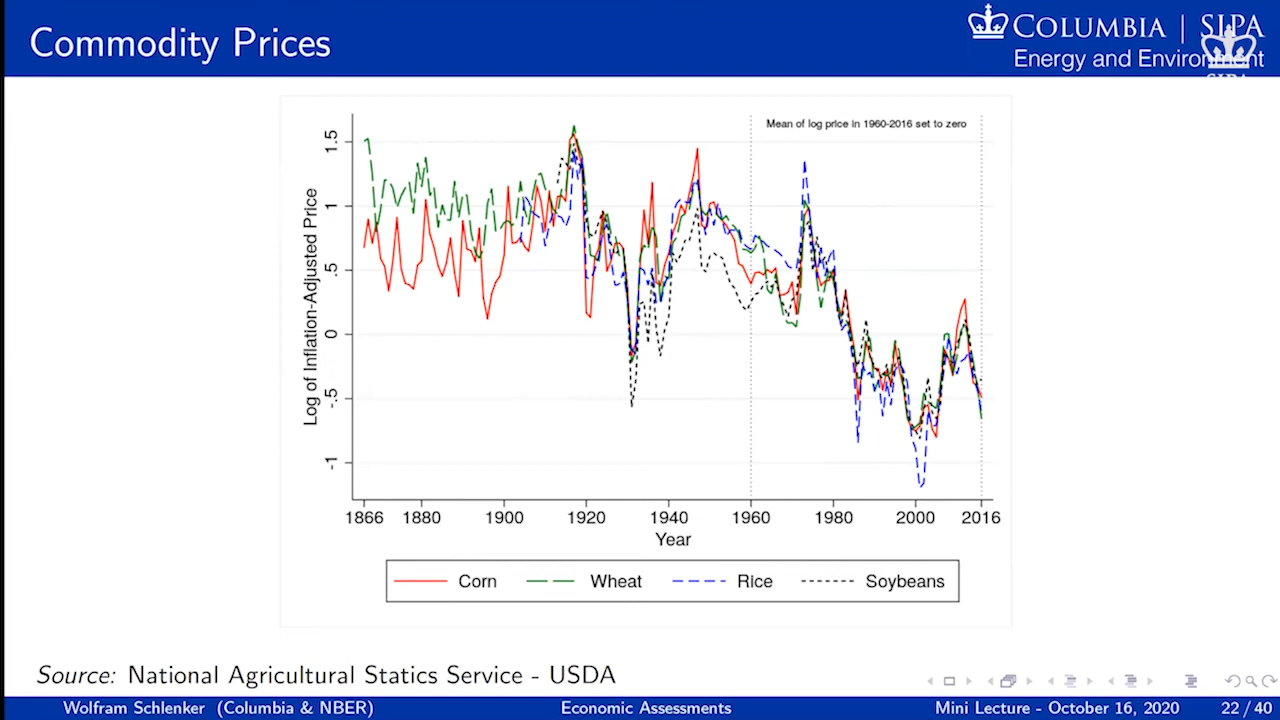 Commodity Prices
COLUMBIA | SIPA
Energy and Environment
SIPA
Mean of log price in 1960-2016 set to zero
Log of Inflation-Adjusted Price
1.5
1
.5
0
-.5
-1
1866 1880 1900 1920 1940 1960 1980 2000 2016
Year
Corn Wheat Rice Soybeans
Source: National Agricultural Statics Service - USDA
Wolfram Schlenker (Columbia & NBER) Economic Assessments Mini Lecture - October 16, 2020 22 / 40